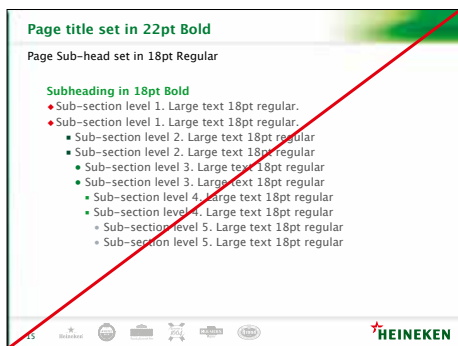 Page title set in 22pt Bold
Page Sub-head set in 18pt Regular
Subheading in 18pt Bold
Sub-section level 1. Large text 18pt regular.
Sub-section level 1. Large text 18pt regular.
Sub-section level 2. Large text 18pt regular
Sub-section level 2. Large text 18pt regular
Sub-section level 3. Large text 18pt regular
Sub-section level 3. Large text 18pt regular
Sub-section level 4. Large text 18pt regular
Sub-section level 4. Large text 18pt regular
Sub-section level 5. Large text 18pt regular
Sub-section level 5. Large text 18pt regular
15
Heineken
HEINEKEN